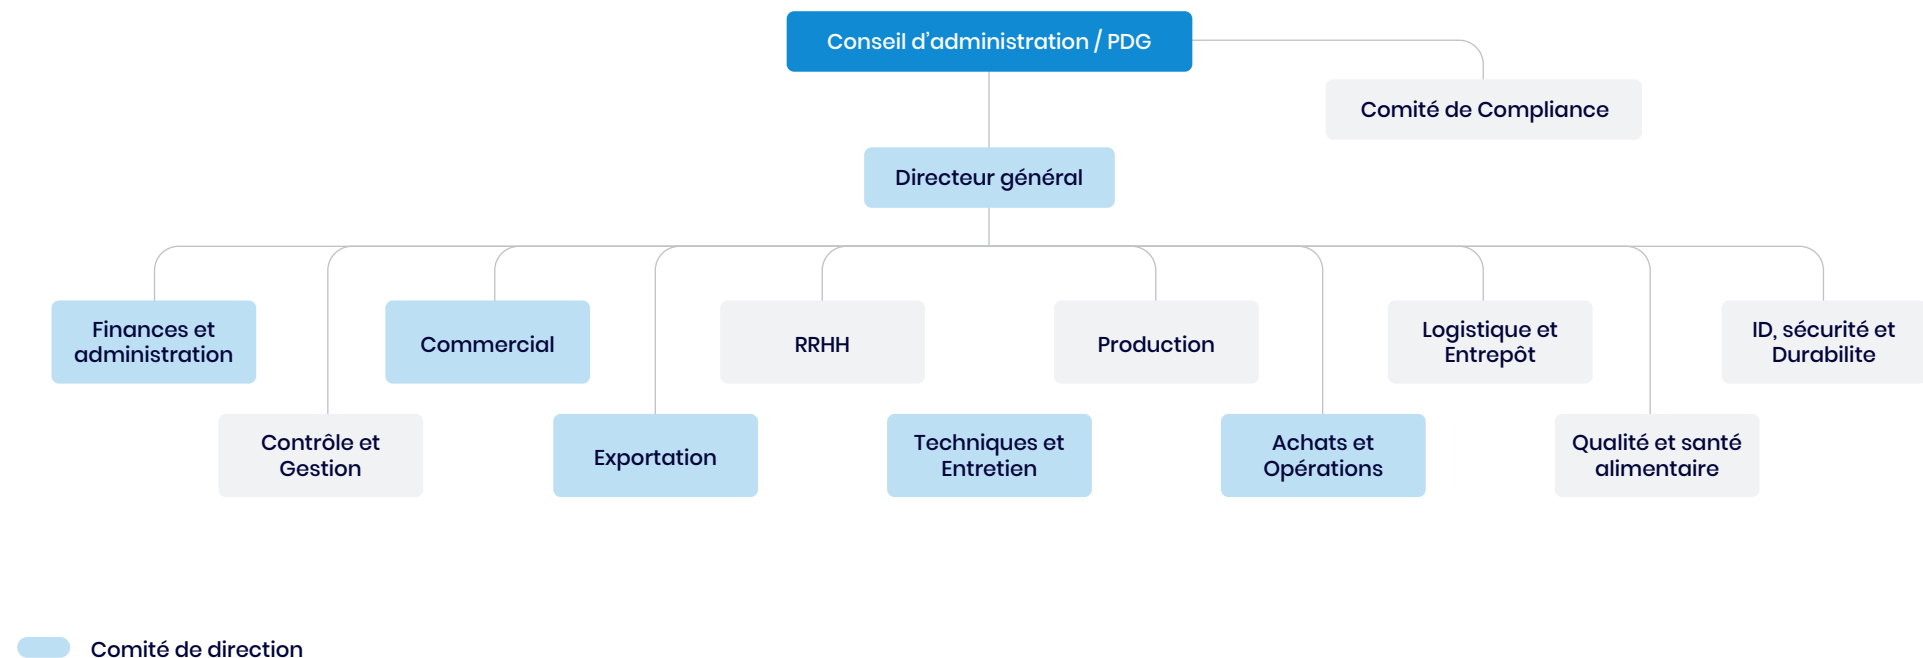 Conseil d'administration / PDG
Comité de Compliance
Directeur général
Finances et
administration
Commercial
RRHH
Production
Logistique et
Entrepôt
ID, sécurité et
Durabilite
Contrôle et
Gestion
Exportation
Techniques et
Entretien
Achats et
Opérations
Qualité et santé
alimentaire
Comité de direction